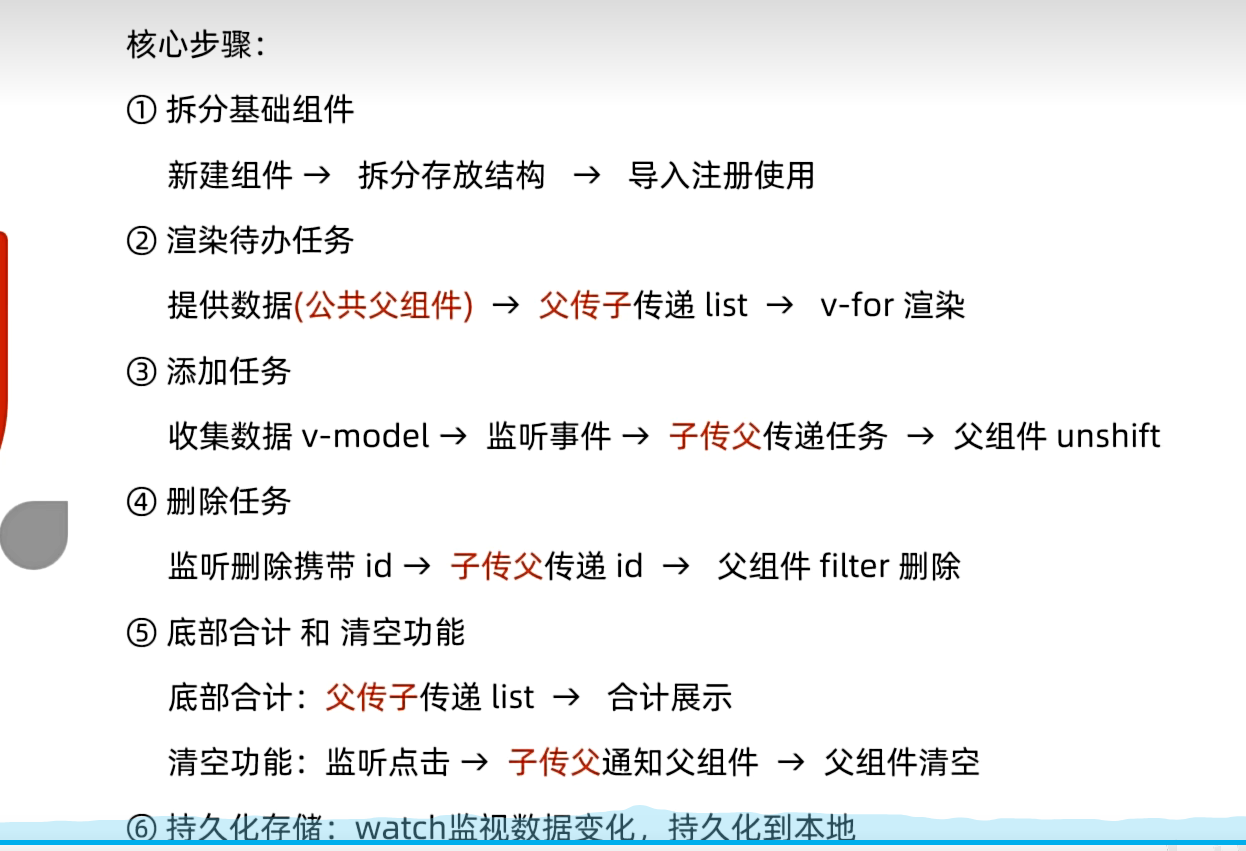 核心步骤：
① 拆分基础组件
新建组件 → 拆分存放结构 → 导入注册使用
② 渲染待办任务
提供数据(公共父组件) → 父传子传递 list → v-for 渲染
③ 添加任务
收集数据 v-model → 监听事件 → 子传父传递任务 → 父组件 unshift
④ 删除任务
监听删除携带 id → 子传父传递 id → 父组件 filter 删除
⑤ 底部合计 和 清空功能
底部合计：父传子传递 list → 合计展示
清空功能：监听点击 → 子传父通知父组件 → 父组件清空
⑥ 持久化存储：watch监视数据变化，持久化到本地